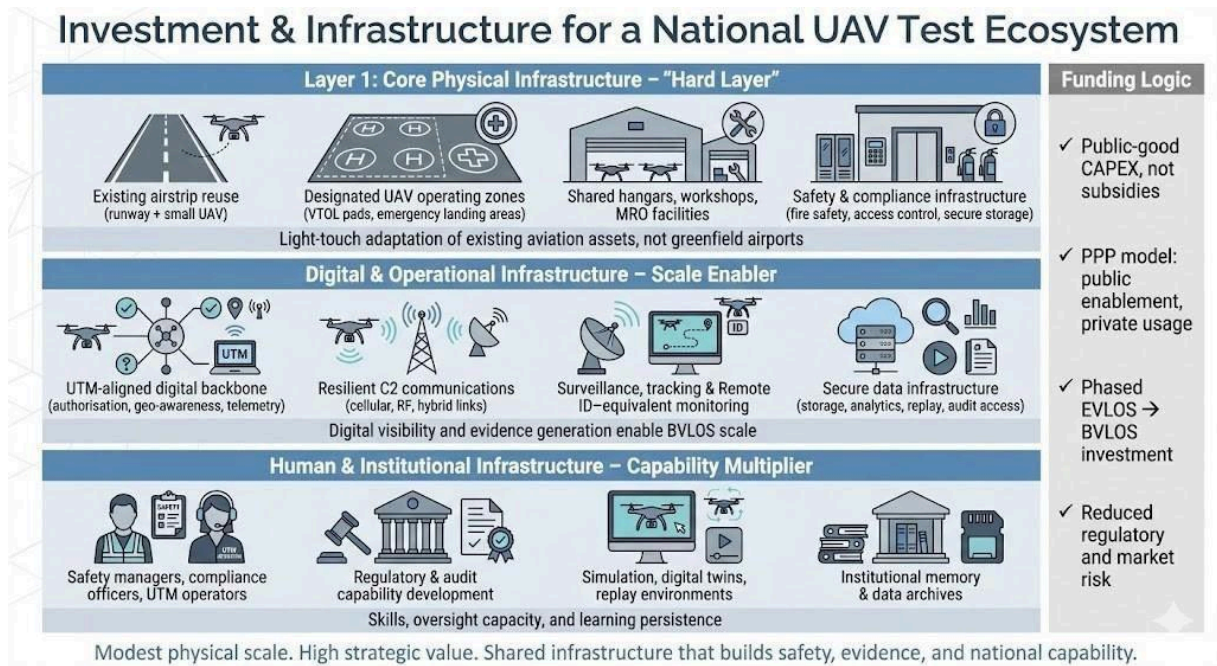 Investment & Infrastructure for a National UAV Test Ecosystem
Layer 1: Core Physical Infrastructure – "Hard Layer"
H
H
H
H
Existing airstrip reuse
(runway + small UAV)
Designated UAV operating zones
(VTOL pads, emergency landing areas)
Shared hangars, workshops,
MRO facilities
Safety & compliance infrastructure
(fire safety, access control, secure storage)
Light-touch adaptation of existing aviation assets, not greenfield airports
Digital & Operational Infrastructure – Scale Enabler
?
UTM
ID
UTM-aligned digital backbone
(authorisation, geo-awareness, telemetry)
Resilient C2 communications
(cellular, RF, hybrid links)
Surveillance, tracking & Remote
ID–equivalent monitoring
Secure data infrastructure
(storage, analytics, replay, audit access)
Digital visibility and evidence generation enable BVLOS scale
Human & Institutional Infrastructure – Capability Multiplier
SAFETY
UTM
Safety managers, compliance
officers, UTM operators
Regulatory & audit
capability development
Simulation, digital twins,
replay environments
Institutional memory
& data archives
Skills, oversight capacity, and learning persistence
Funding Logic
✓ Public-good
CAPEX, not
subsidies
✓ PPP model:
public
enablement,
private usage
✓ Phased
EVLOS →
BVLOS
investment
✓ Reduced
regulatory
and market
risk
Modest physical scale. High strategic value. Shared infrastructure that builds safety, evidence, and national capability.